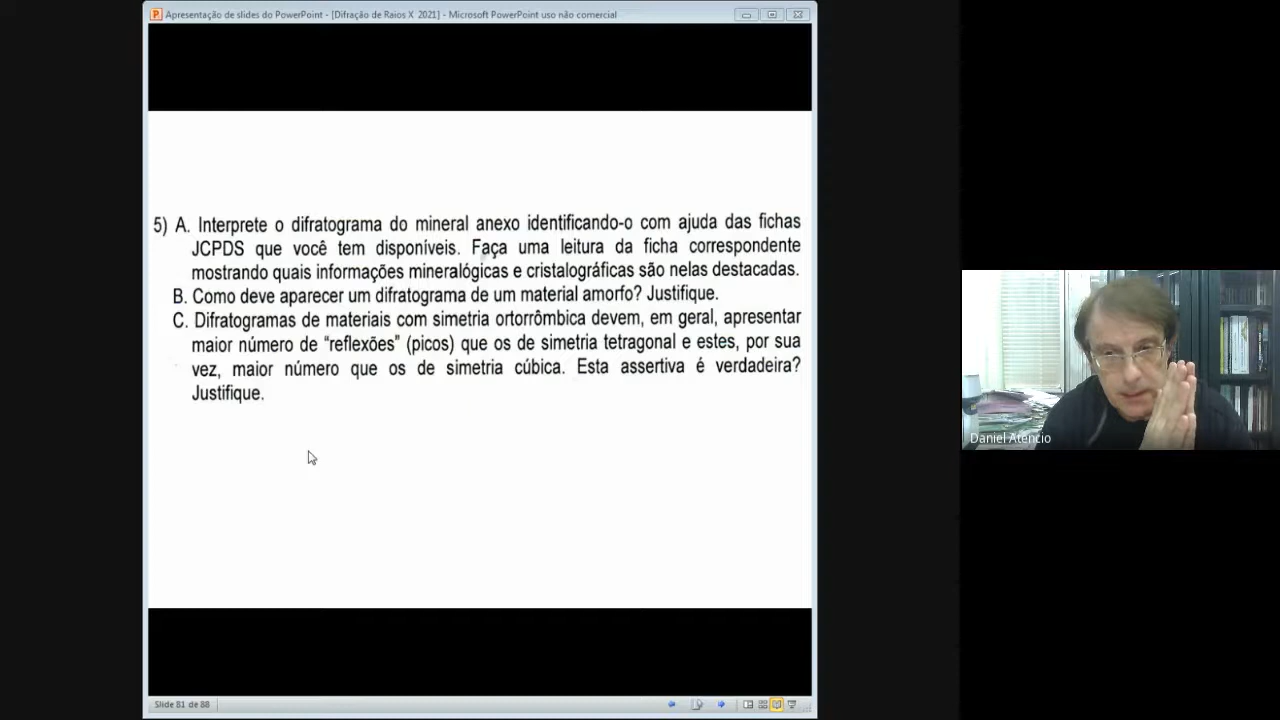 Apresentação de slides do PowerPoint - [Difração de Raios X 2021] - Microsoft PowerPoint uso não comercial
5) A. Interprete o difratograma do mineral anexo identificando-o com ajuda das fichas
JCPDS que você tem disponíveis. Faça uma leitura da ficha correspondente
mostrando quais informações mineralógicas e cristalográficas são nelas destacadas.
B. Como deve aparecer um difratograma de um material amorfo? Justifique.
C. Difratogramas de materiais com simetria ortorrômbica devem, em geral, apresentar
maior número de “reflexões” (picos) que os de simetria tetragonal e estes, por sua
vez, maior número que os de simetria cúbica. Esta assertiva é verdadeira?
Justifique.
Daniel Atencio
Slide 81 de 88